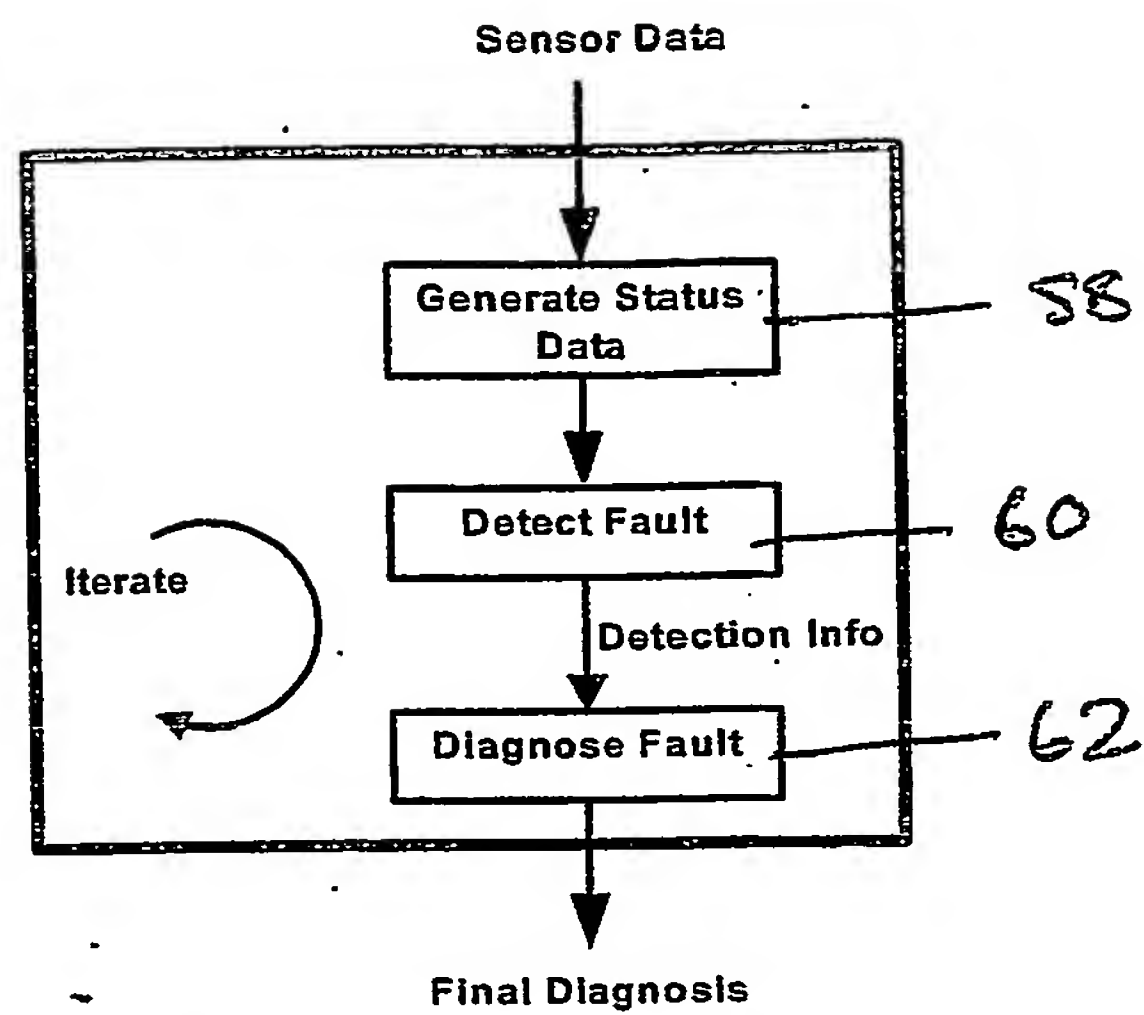 Sensor Data
Generate Status
Data
58
Detect Fault
60
Iterate
Detection Info
Diagnose Fault
62
Final Diagnosis